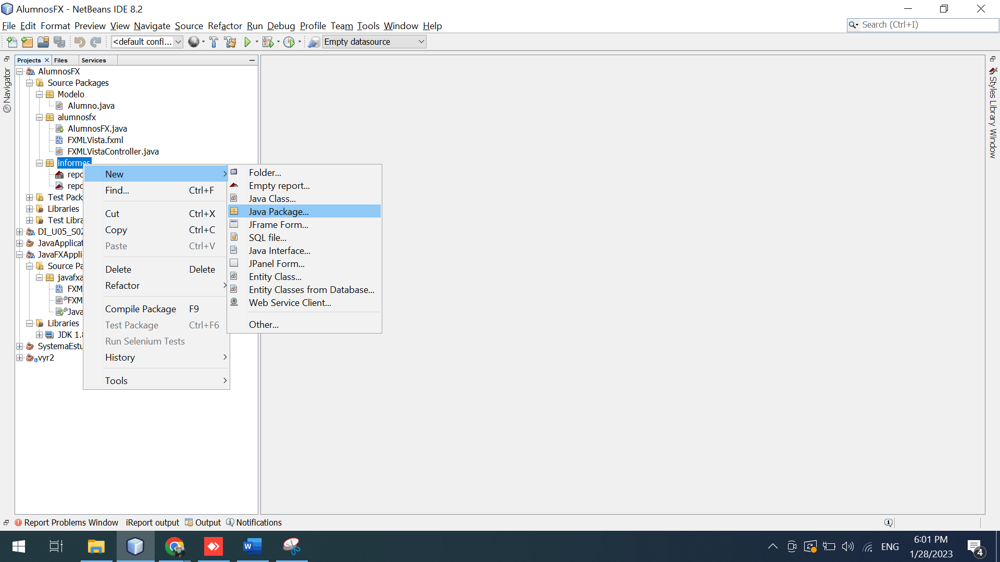 AlumnosFX - NetBeans IDE 8.2
File Edit Format Preview View Navigate Source Refactor Run Debug Profile Team Tools Window Help
Search (Ctrl+I)
<default confi...
Empty datasource
Projects Files Services
Navigator
Styles Library Window
AlumnosFX
Source Packages
Modelo
Alumno.java
alumnosfx
AlumnosFX.java
FXMLVista.fxml
FXMLVistaController.java
informes
repo
repo
Test Pack
Libraries
Test Libra
DI_U05_S02
JavaApplicat
JavaFXAppli
Source Pa
javafxa
FXM
FXM
Java
Libraries
JDK 1.8
SystemaEstu
vyr2
New
Find... Ctrl+F
Cut Ctrl+X
Copy Ctrl+C
Paste Ctrl+V
Delete Delete
Refactor
Compile Package F9
Test Package Ctrl+F6
Run Selenium Tests
History
Tools
Folder...
Empty report...
Java Class...
Java Package...
JFrame Form...
SQL file...
Java Interface...
JPanel Form...
Entity Class...
Entity Classes from Database...
Web Service Client...
Other...
Report Problems Window iReport output Output Notifications
ENG
6:01 PM
1/28/2023
4